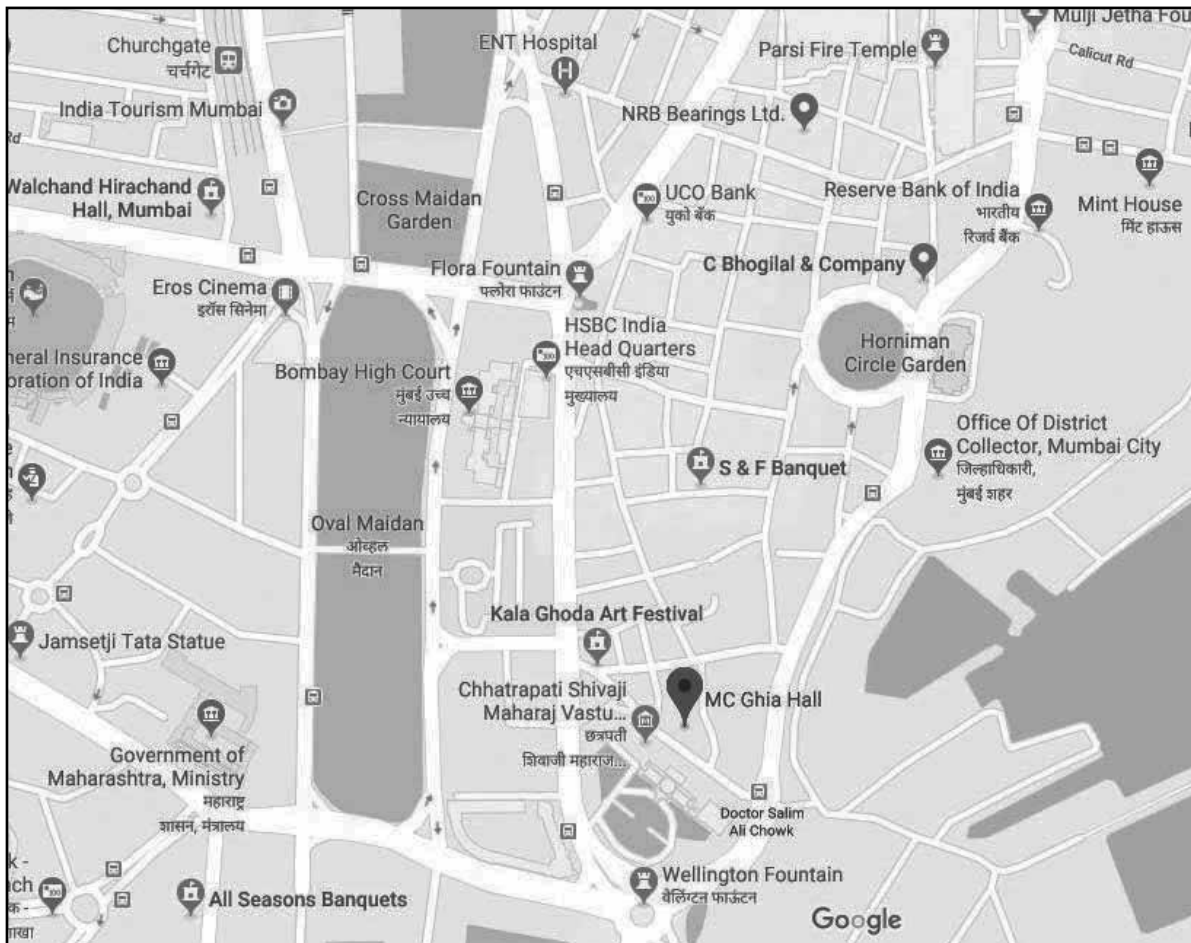 Churchgate
चर्चगेट
ENT Hospital
Parsi Fire Temple
Mulji Jetha Fou
Calicut Rd
India Tourism Mumbai
NRB Bearings Ltd.
Rd
Walchand Hirachand
Hall, Mumbai
Cross Maidan
Garden
UCO Bank
युको बॅंक
Reserve Bank of India
भारतीय
रिजर्व बैंक
Mint House
मिंट हाऊस
Flora Fountain
फ्लोरा फाउंटन
C Bhogilal & Company
Eros Cinema
इरॉस सिनेमा
HSBC India
Head Quarters
एचएसबीसी इंडिया
मुख्यालय
Horniman
Circle Garden
neral Insurance
oration of India
Bombay High Court
मुंबई उच्च
न्यायालय
Office Of District
Collector, Mumbai City
जिल्हाधिकारी,
मुंबई शहर
S & F Banquet
Oval Maidan
ओव्हल
मैदान
Kala Ghoda Art Festival
Jamsetji Tata Statue
Chhatrapati Shivaji
Maharaj Vastu...
छत्रपती
शिवाजी महाराज...
MC Ghia Hall
Government of
Maharashtra, Ministry
महाराष्ट्र
शासन, मंत्रालय
Doctor Salim
Ali Chowk
All Seasons Banquets
Wellington Fountain
वेलिंग्टन फाऊंटन
Google